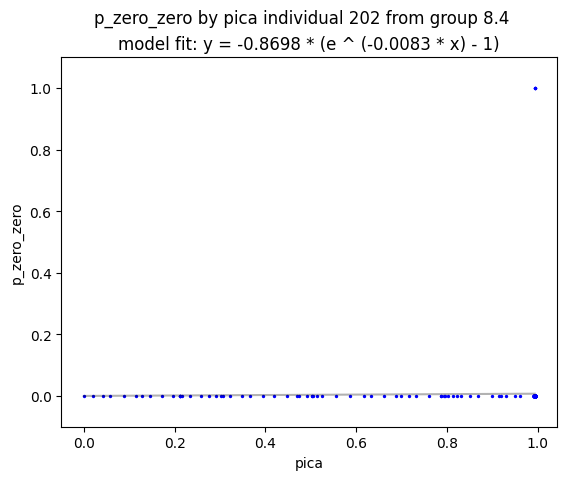 p_zero_zero by pica individual 202 from group 8.4
model fit: y = -0.8698 * (e ^ (-0.0083 * x) - 1)
1.0
0.8
0.6
0.4
0.2
0.0
p_zero_zero
0.0 0.2 0.4 0.6 0.8 1.0
pica